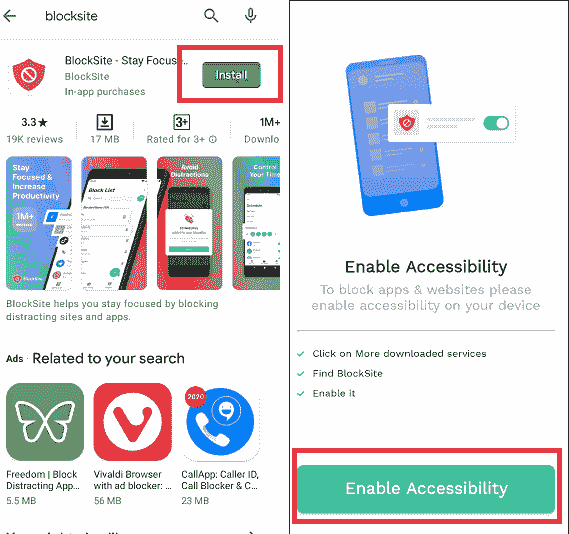 blocksite
BlockSite - Stay Focuse..
BlockSite
In-app purchases
Install
3.3★
19K reviews
17 MB
3+
Rated for 3+
1M+
Downlo
Stay
Focused &
Increase
Productivity
1M+
BlockSite
Block List
Avoid
Distractions
Control
Your Time
BlockSite helps you stay focused by blocking
distracting sites and apps.
Ads · Related to your search
2020
Freedom | Block
Distracting App...
5.5 MB
Vivaldi Browser
with ad blocker: ...
56 MB
CallApp: Caller ID,
Call Blocker & C...
23 MB
Enable Accessibility
To block apps & websites please
enable accessibility on your device
Click on More downloaded services
Find BlockSite
Enable it
Enable Accessibility